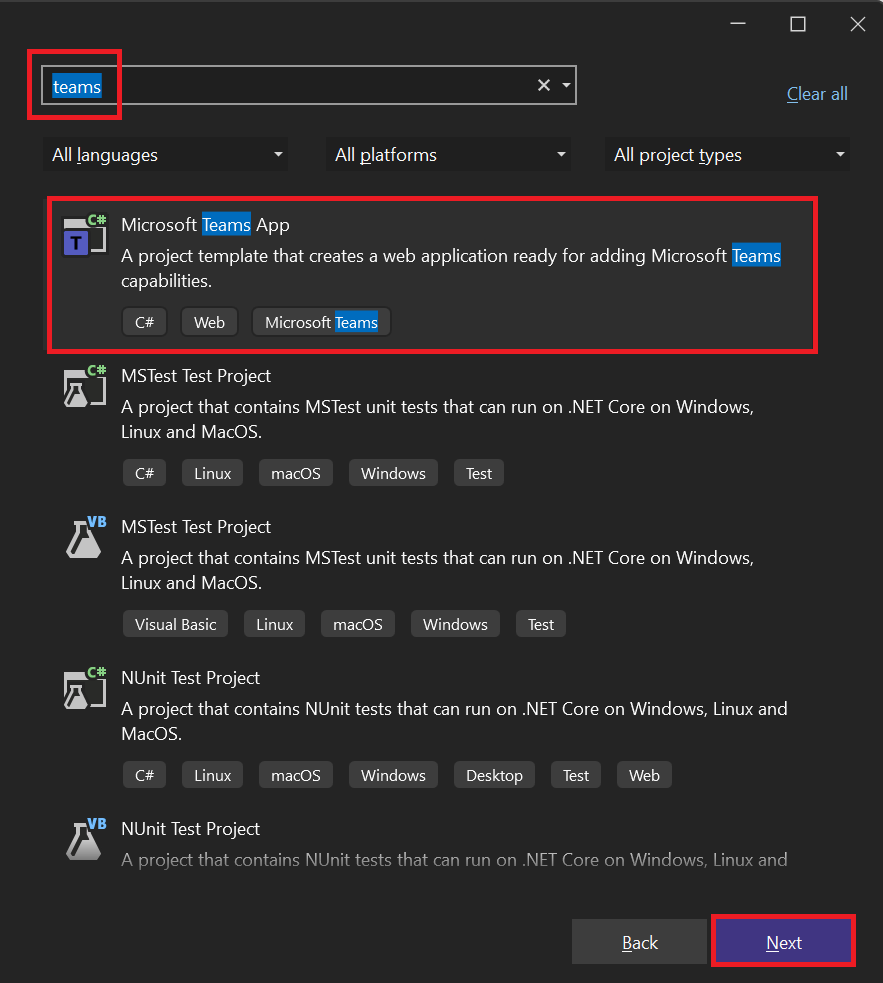 teams
Clear all
All languages
All platforms
All project types
C#
T
Microsoft Teams App
A project template that creates a web application ready for adding Microsoft Teams
capabilities.
C# Web Microsoft Teams
C#
MSTest Test Project
A project that contains MSTest unit tests that can run on .NET Core on Windows,
Linux and MacOS.
C# Linux macOS Windows Test
VB
MSTest Test Project
A project that contains MSTest unit tests that can run on .NET Core on Windows,
Linux and MacOS.
Visual Basic Linux macOS Windows Test
C#
NUnit Test Project
A project that contains NUnit tests that can run on .NET Core on Windows, Linux and
MacOS.
C# Linux macOS Windows Desktop Test Web
VB
NUnit Test Project
A project that contains NUnit tests that can run on .NET Core on Windows, Linux and
Back
Next